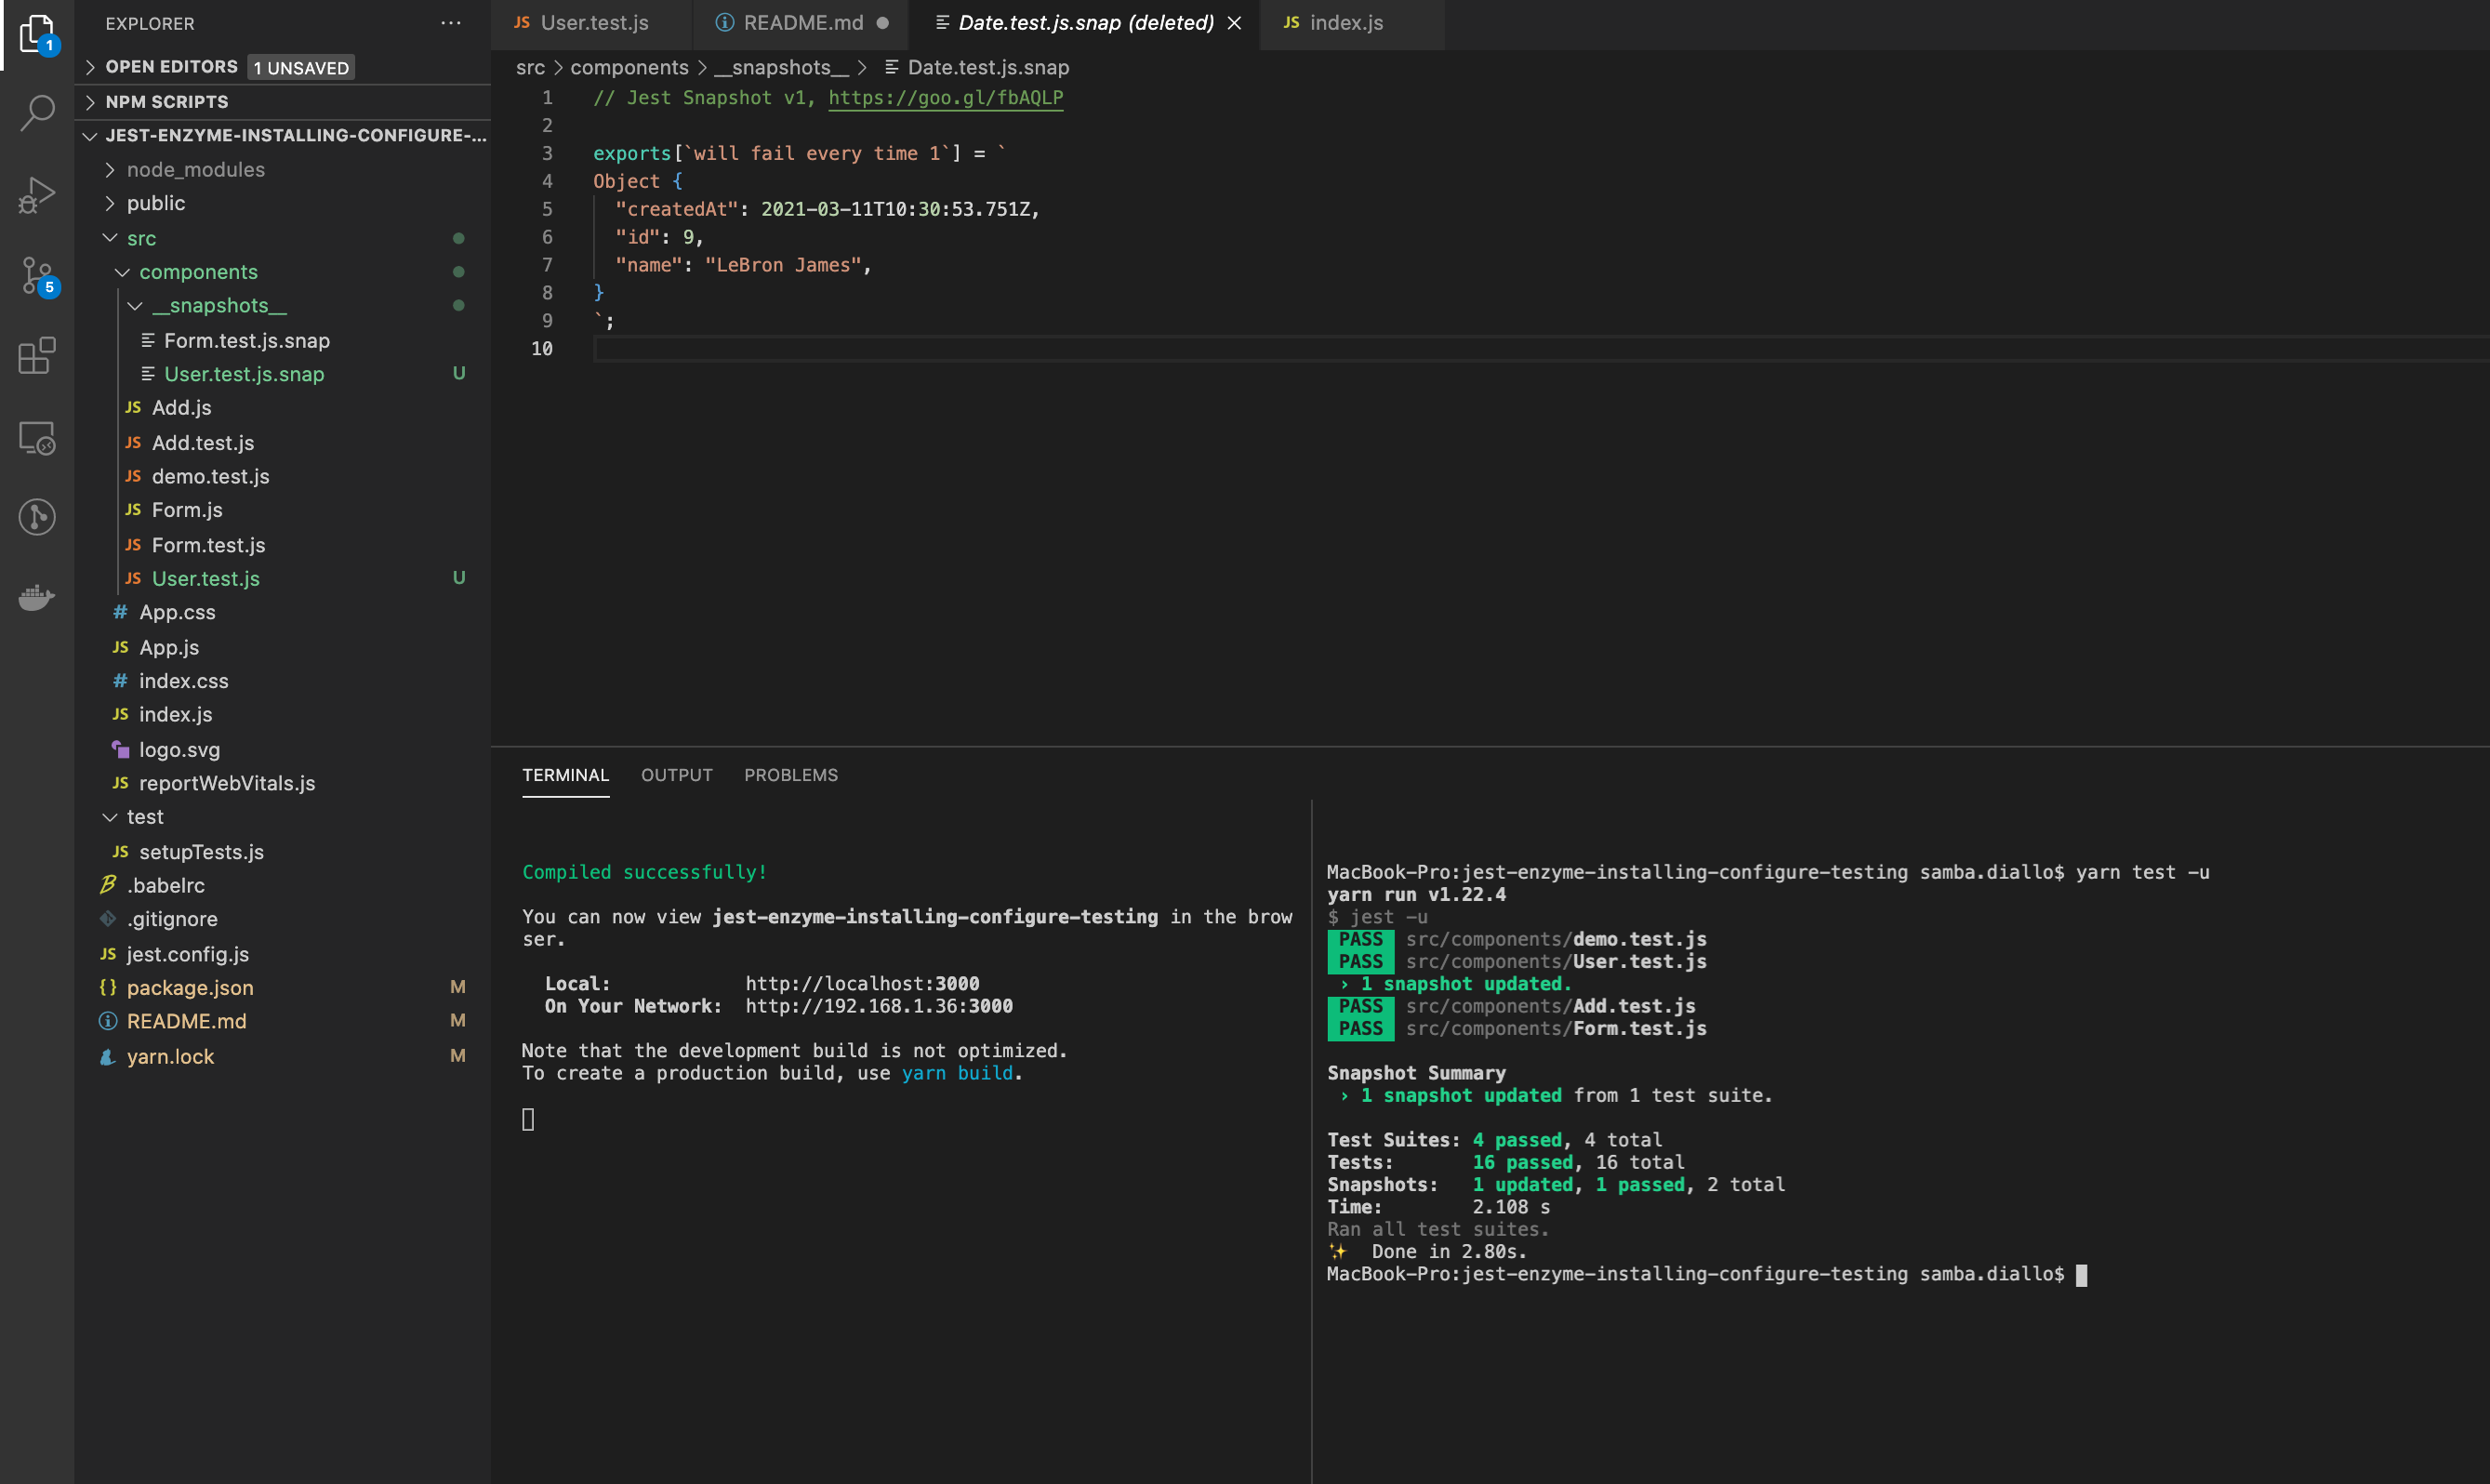 EXPLORER
OPEN EDITORS 1 UNSAVED
NPM SCRIPTS
JEST-ENZYME-INSTALLING-CONFIGURE-...
node_modules
public
src
components
__snapshots__
Form.test.js.snap
User.test.js.snap U
JS Add.js
JS Add.test.js
JS demo.test.js
JS Form.js
JS Form.test.js
JS User.test.js U
# App.css
JS App.js
# index.css
JS index.js
logo.svg
JS reportWebVitals.js
test
JS setupTests.js
.babelrc
.gitignore
JS jest.config.js
{} package.json M
README.md M
yarn.lock M
1
5
JS User.test.js README.md Date.test.js.snap (deleted) JS index.js
src > components > __snapshots__ > Date.test.js.snap
1 // Jest Snapshot v1, https://goo.gl/fbAQLP
2
3 exports[`will fail every time 1`] = `
4 Object {
5 "createdAt": 2021-03-11T10:30:53.751Z,
6 "id": 9,
7 "name": "LeBron James",
8 }
9 `;
10
TERMINAL OUTPUT PROBLEMS
Compiled successfully!
You can now view jest-enzyme-installing-configure-testing in the brow
ser.
Local: http://localhost:3000
On Your Network: http://192.168.1.36:3000
Note that the development build is not optimized.
To create a production build, use yarn build.
MacBook-Pro:jest-enzyme-installing-configure-testing samba.diallo$ yarn test -u
yarn run v1.22.4
$ jest -u
PASS src/components/demo.test.js
PASS src/components/User.test.js
› 1 snapshot updated.
PASS src/components/Add.test.js
PASS src/components/Form.test.js
Snapshot Summary
› 1 snapshot updated from 1 test suite.
Test Suites: 4 passed, 4 total
Tests: 16 passed, 16 total
Snapshots: 1 updated, 1 passed, 2 total
Time: 2.108 s
Ran all test suites.
✨ Done in 2.80s.
MacBook-Pro:jest-enzyme-installing-configure-testing samba.diallo$